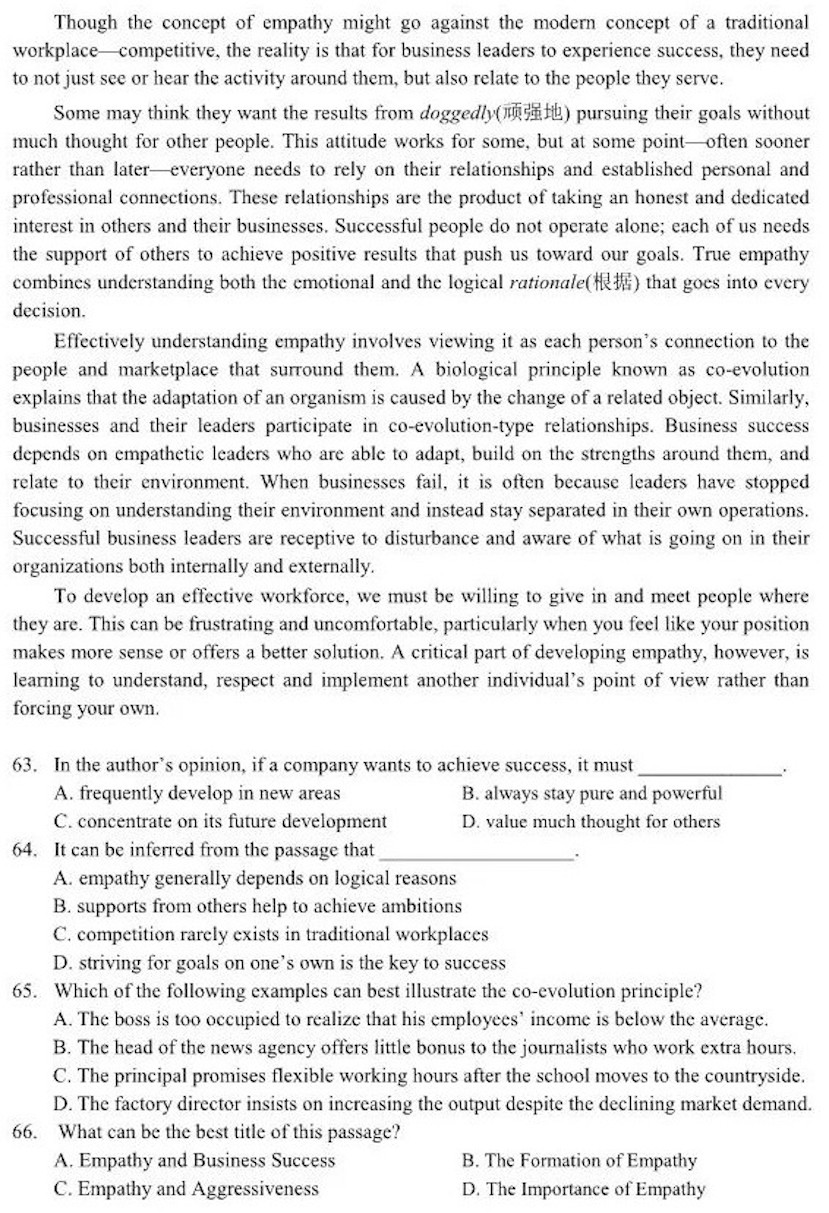 Though the concept of empathy might go against the modern concept of a traditional
workplace—competitive, the reality is that for business leaders to experience success, they need
to not just see or hear the activity around them, but also relate to the people they serve.
Some may think they want the results from doggedly(顽强地) pursuing their goals without
much thought for other people. This attitude works for some, but at some point—often sooner
rather than later—everyone needs to rely on their relationships and established personal and
professional connections. These relationships are the product of taking an honest and dedicated
interest in others and their businesses. Successful people do not operate alone; each of us needs
the support of others to achieve positive results that push us toward our goals. True empathy
combines understanding both the emotional and the logical rationale(根据) that goes into every
decision.
Effectively understanding empathy involves viewing it as each person's connection to the
people and marketplace that surround them. A biological principle known as co-evolution
explains that the adaptation of an organism is caused by the change of a related object. Similarly,
businesses and their leaders participate in co-evolution-type relationships. Business success
depends on empathetic leaders who are able to adapt, build on the strengths around them, and
relate to their environment. When businesses fail, it is often because leaders have stopped
focusing on understanding their environment and instead stay separated in their own operations.
Successful business leaders are receptive to disturbance and aware of what is going on in their
organizations both internally and externally.
To develop an effective workforce, we must be willing to give in and meet people where
they are. This can be frustrating and uncomfortable, particularly when you feel like your position
makes more sense or offers a better solution. A critical part of developing empathy, however, is
learning to understand, respect and implement another individual's point of view rather than
forcing your own.
63. In the author's opinion, if a company wants to achieve success, it must ______________.
A. frequently develop in new areas B. always stay pure and powerful
C. concentrate on its future development D. value much thought for others
64. It can be inferred from the passage that ___________________.
A. empathy generally depends on logical reasons
B. supports from others help to achieve ambitions
C. competition rarely exists in traditional workplaces
D. striving for goals on one's own is the key to success
65. Which of the following examples can best illustrate the co-evolution principle?
A. The boss is too occupied to realize that his employees' income is below the average.
B. The head of the news agency offers little bonus to the journalists who work extra hours.
C. The principal promises flexible working hours after the school moves to the countryside.
D. The factory director insists on increasing the output despite the declining market demand.
66. What can be the best title of this passage?
A. Empathy and Business Success B. The Formation of Empathy
C. Empathy and Aggressiveness D. The Importance of Empathy